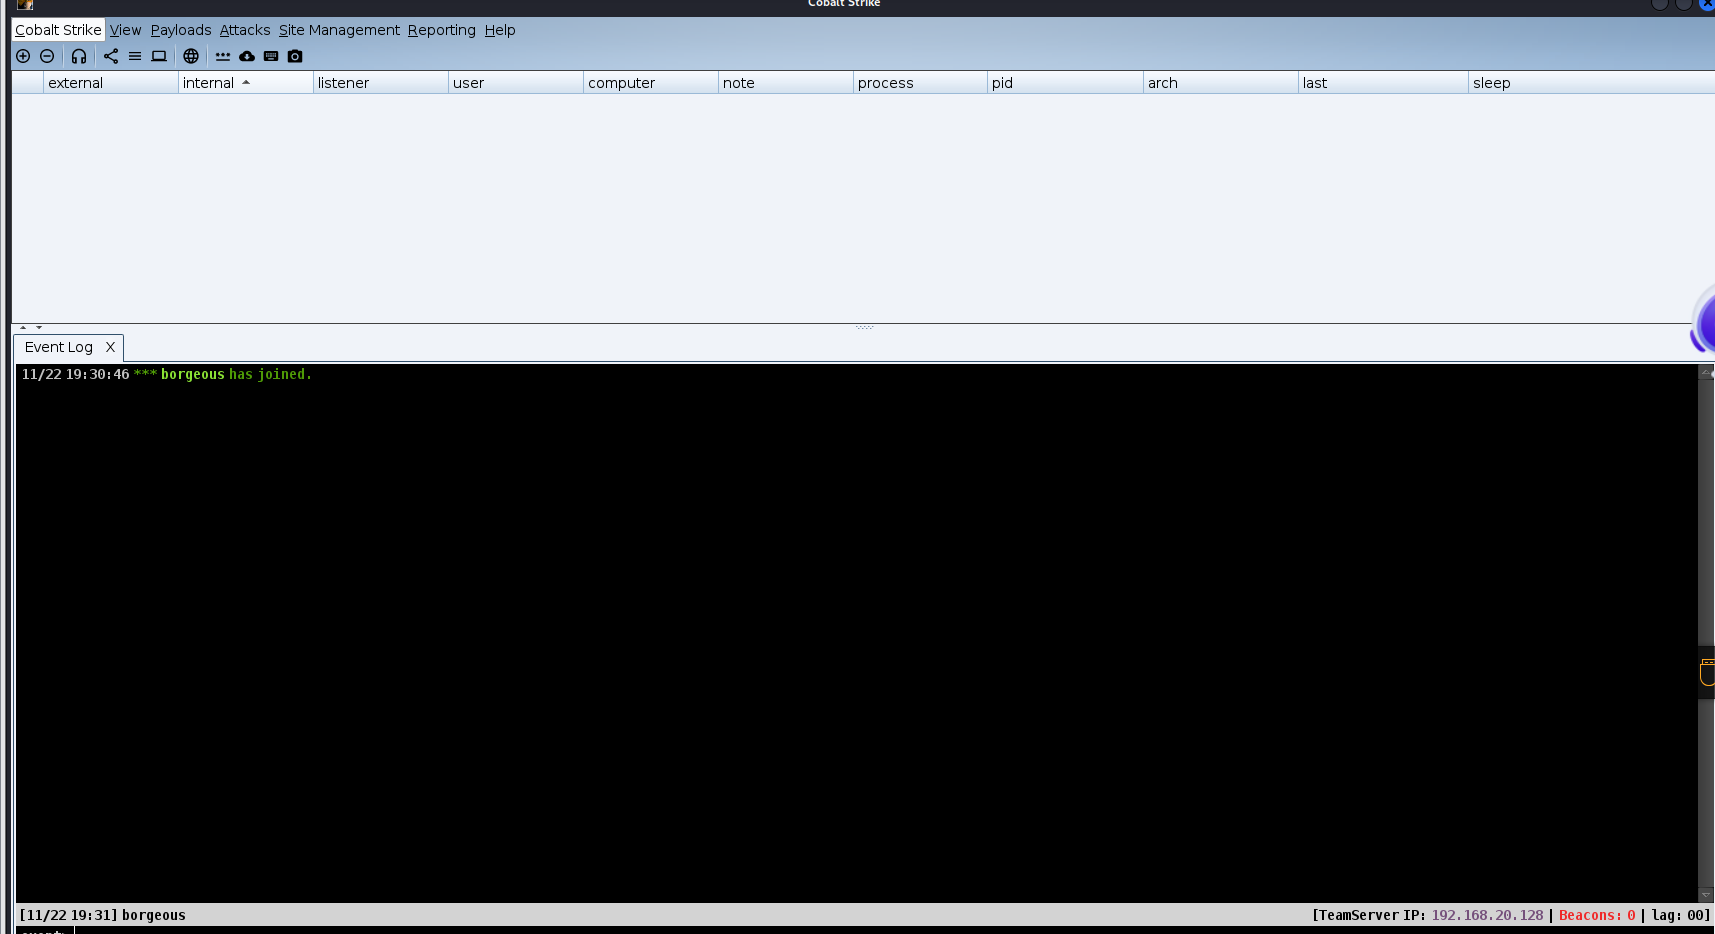 Cobalt Strike
Cobalt Strike View Payloads Attacks Site Management Reporting Help
external internal listener user computer note process pid arch last sleep
Event Log X
11/22 19:30:46 *** borgeous has joined.
[11/22 19:31] borgeous [TeamServer IP: 192.168.20.128 | Beacons: 0 | lag: 00]